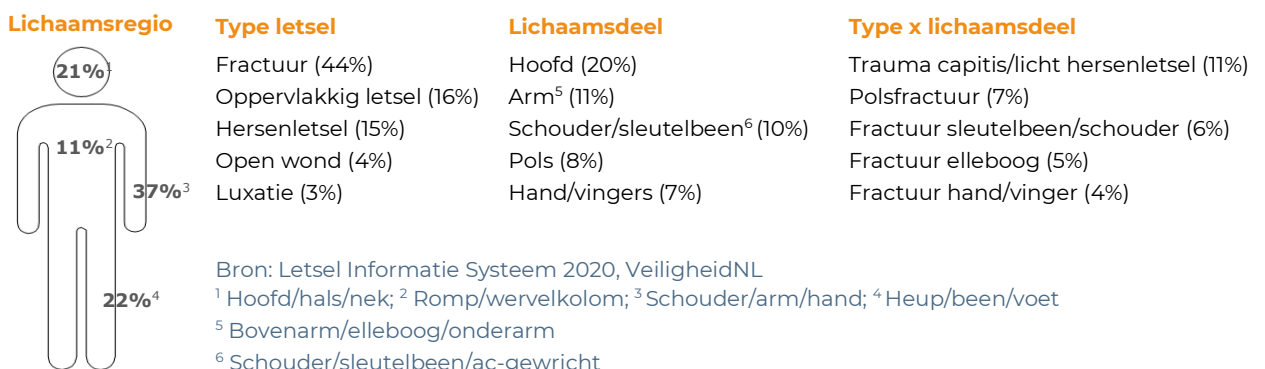 Lichaamsregio
21%¹
11%²
37%³
22%⁴
Type letsel
Fractuur (44%)
Oppervlakkig letsel (16%)
Hersenletsel (15%)
Open wond (4%)
Luxatie (3%)
Lichaamsdeel
Hoofd (20%)
Arm⁵ (11%)
Schouder/sleutelbeen⁶ (10%)
Pols (8%)
Hand/vingers (7%)
Type x lichaamsdeel
Trauma capitis/licht hersenletsel (11%)
Polsfractuur (7%)
Fractuur sleutelbeen/schouder (6%)
Fractuur elleboog (5%)
Fractuur hand/vinger (4%)
Bron: Letsel Informatie Systeem 2020, VeiligheidNL
¹ Hoofd/hals/nek; ² Romp/wervelkolom; ³ Schouder/arm/hand; ⁴ Heup/been/voet
⁵ Bovenarm/elleboog/onderarm
⁶ Schouder/sleutelbeen/ac-gewricht